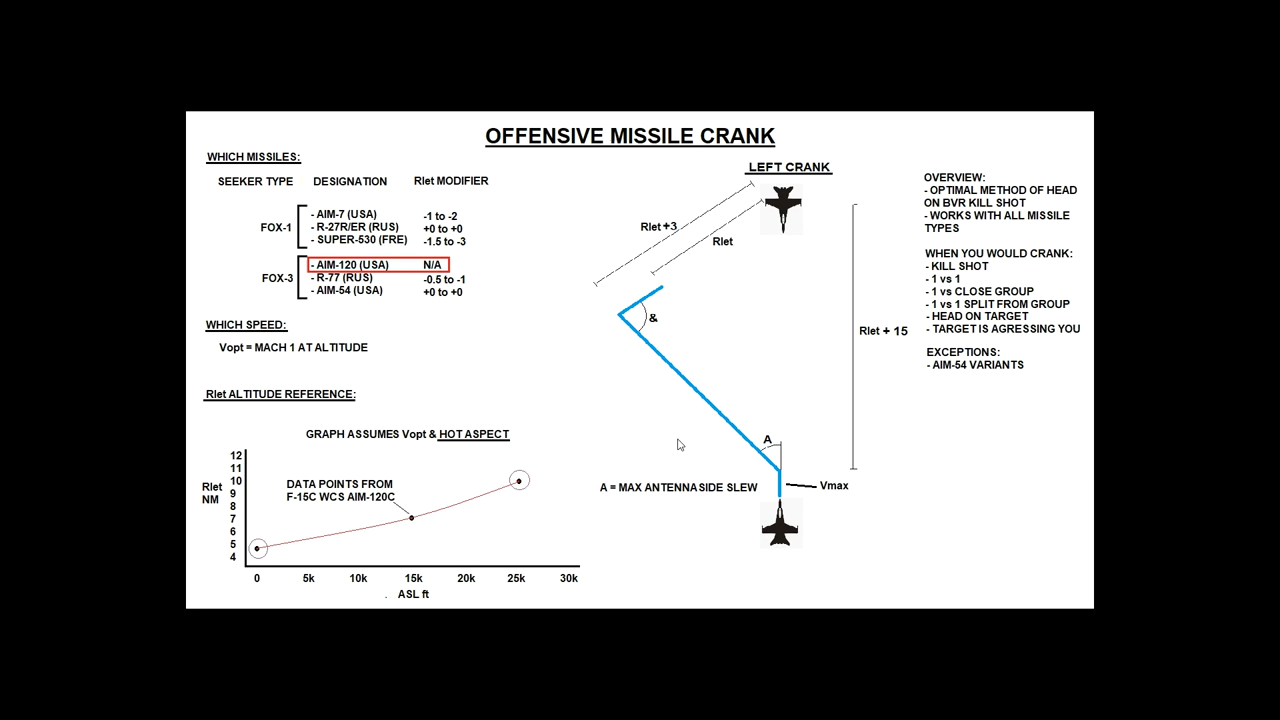 OFFENSIVE MISSILE CRANK
WHICH MISSILES:
SEEKER TYPE DESIGNATION Rlet MODIFIER
FOX-1
- AIM-7 (USA) -1 to -2
- R-27R/ER (RUS) +0 to +0
- SUPER-530 (FRE) -1.5 to -3
FOX-3
- AIM-120 (USA) N/A
- R-77 (RUS) -0.5 to -1
- AIM-54 (USA) +0 to +0
WHICH SPEED:
Vopt = MACH 1 AT ALTITUDE
Rlet ALTITUDE REFERENCE:
GRAPH ASSUMES Vopt & HOT ASPECT
DATA POINTS FROM
F-15C WCS AIM-120C
Rlet
NM
12
11
10
9
8
7
6
5
4
0 5k 10k 15k 20k 25k 30k
. ASL ft
LEFT CRANK
Rlet +3
Rlet
&
Rlet + 15
A
A = MAX ANTENNA SIDE SLEW
Vmax
OVERVIEW:
- OPTIMAL METHOD OF HEAD
ON BVR KILL SHOT
- WORKS WITH ALL MISSILE
TYPES
WHEN YOU WOULD CRANK:
- KILL SHOT
- 1 vs 1
- 1 vs CLOSE GROUP
- 1 vs 1 SPLIT FROM GROUP
- HEAD ON TARGET
- TARGET IS AGRESSING YOU
EXCEPTIONS:
- AIM-54 VARIANTS